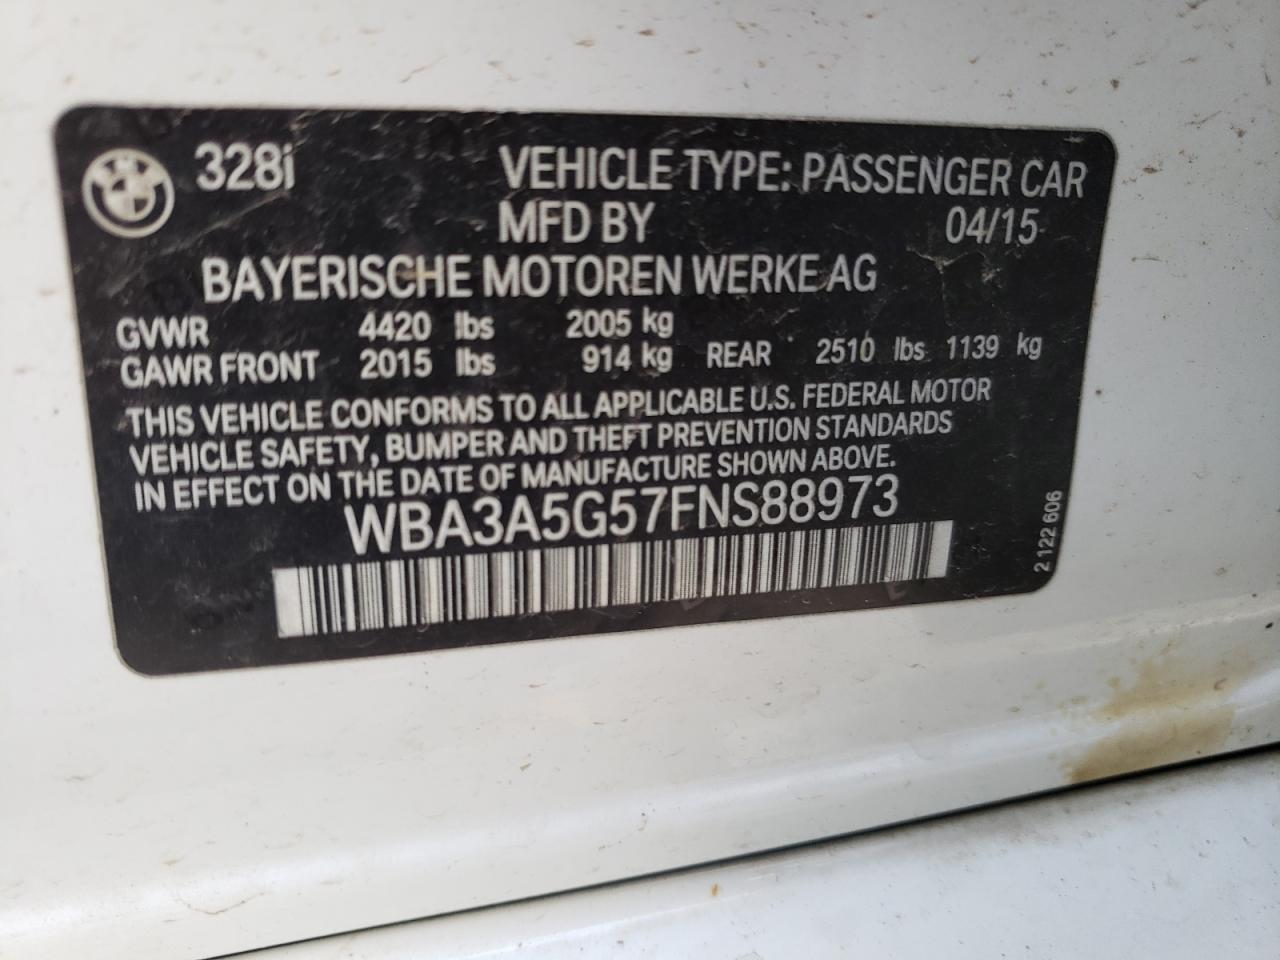 328i VEHICLE TYPE: PASSENGER CAR
MFD BY 04/15
BAYERISCHE MOTOREN WERKE AG
GVWR 4420 lbs 2005 kg
GAWR FRONT 2015 lbs 914 kg REAR 2510 lbs 1139 kg
THIS VEHICLE CONFORMS TO ALL APPLICABLE U.S. FEDERAL MOTOR
VEHICLE SAFETY, BUMPER AND THEFT PREVENTION STANDARDS
IN EFFECT ON THE DATE OF MANUFACTURE SHOWN ABOVE.
WBA3A5G57FNS88973
2 122 606